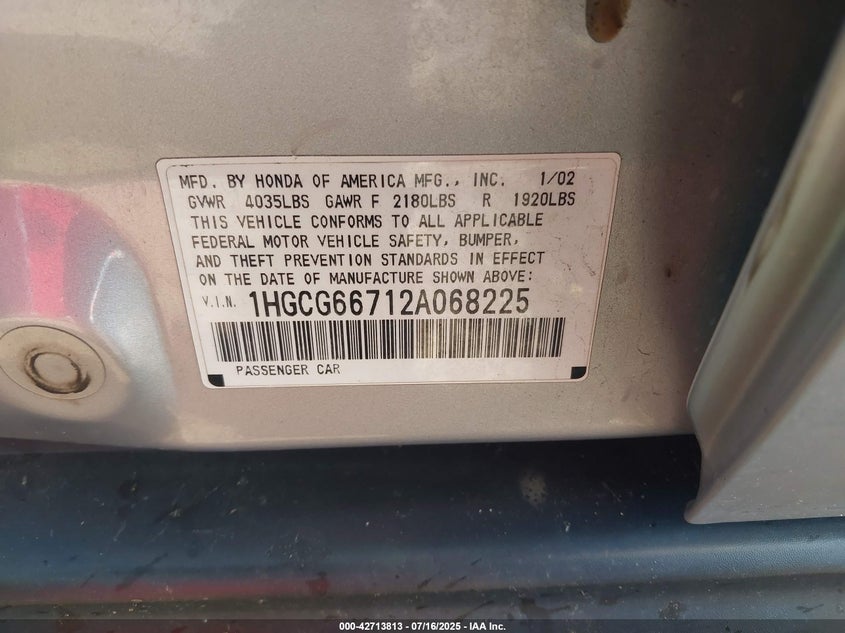 MFD. BY HONDA OF AMERICA MFG., INC. 1/02
GVWR 4035LBS GAWR F 2180LBS R 1920LBS
THIS VEHICLE CONFORMS TO ALL APPLICABLE
FEDERAL MOTOR VEHICLE SAFETY, BUMPER,
AND THEFT PREVENTION STANDARDS IN EFFECT
ON THE DATE OF MANUFACTURE SHOWN ABOVE:
V.I.N. 1HGCG66712A068225
PASSENGER CAR
000-42713813 - 07/16/2025 - IAA Inc.